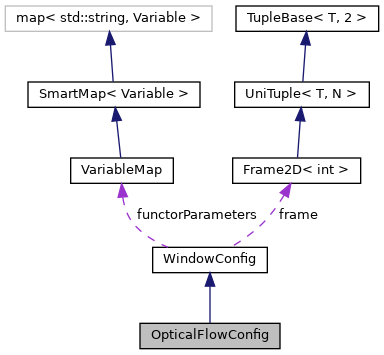 map< std::string, Variable >
TupleBase< T, 2 >
SmartMap< Variable >
UniTuple< T, N >
VariableMap
Frame2D< int >
functorParameters
frame
WindowConfig
OpticalFlowConfig